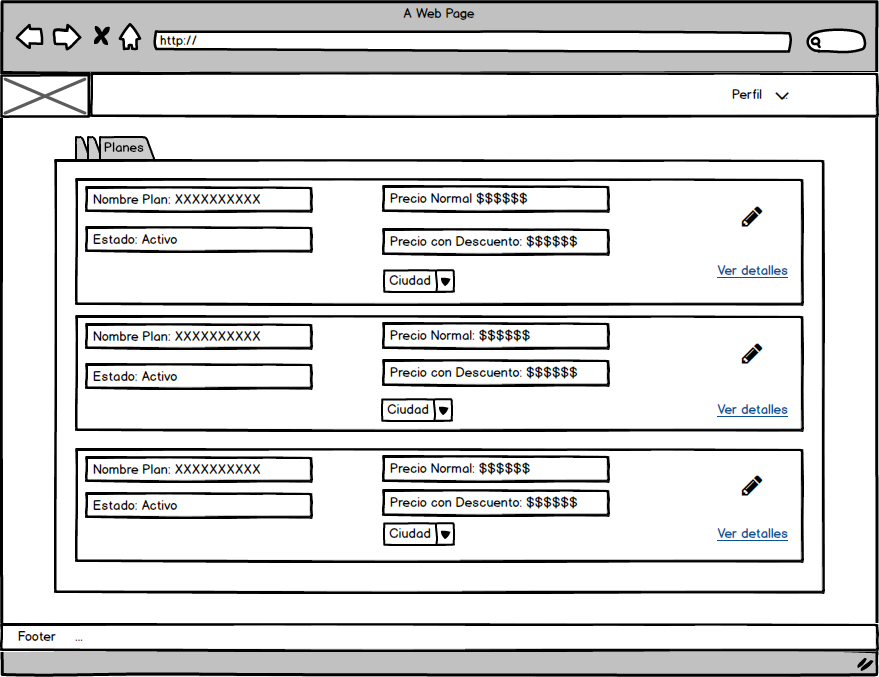 A Web Page
http://
Perfil
Planes
Nombre Plan: XXXXXXXXXX
Precio Normal $$$$$$
Estado: Activo
Precio con Descuento: $$$$$$
Ciudad
Ver detalles
Nombre Plan: XXXXXXXXXX
Precio Normal: $$$$$$
Estado: Activo
Precio con Descuento: $$$$$$
Ciudad
Ver detalles
Nombre Plan: XXXXXXXXXX
Precio Normal: $$$$$$
Estado: Activo
Precio con Descuento: $$$$$$
Ciudad
Ver detalles
Footer ...